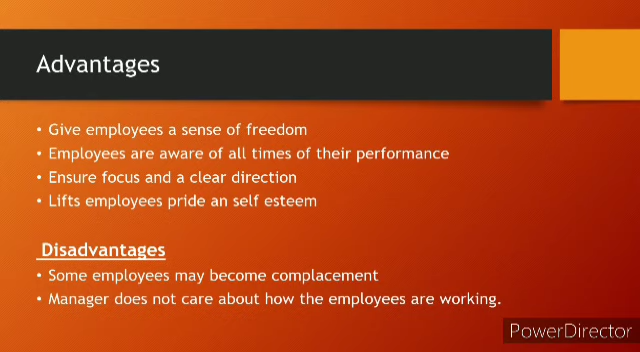 Advantages
• Give employees a sense of freedom
• Employees are aware of all times of their performance
• Ensure focus and a clear direction
• Lifts employees pride an self esteem
Disadvantages
• Some employees may become complacement
• Manager does not care about how the employees are working.
PowerDirector